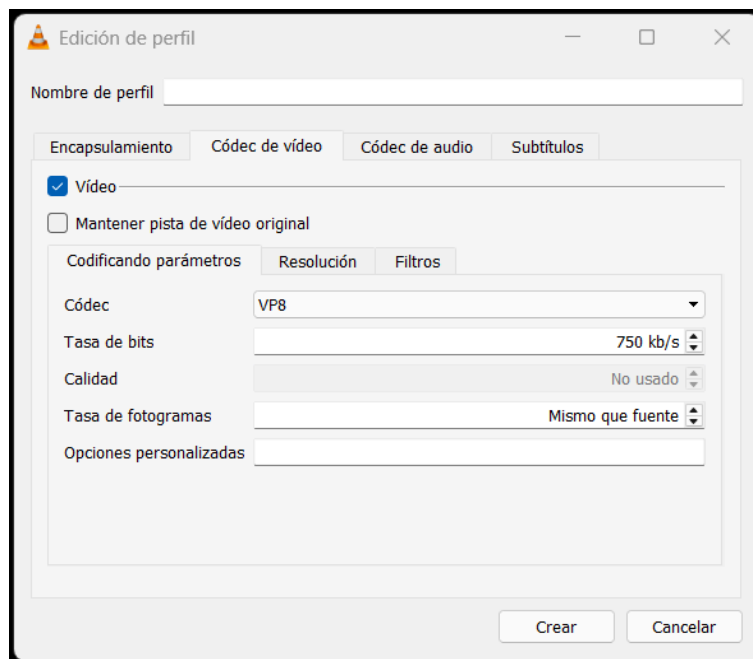 Edición de perfil
Nombre de perfil
Encapsulamiento Códec de vídeo Códec de audio Subtítulos
Vídeo
Mantener pista de vídeo original
Codificando parámetros Resolución Filtros
Códec VP8
Tasa de bits 750 kb/s
Calidad No usado
Tasa de fotogramas Mismo que fuente
Opciones personalizadas
Crear Cancelar